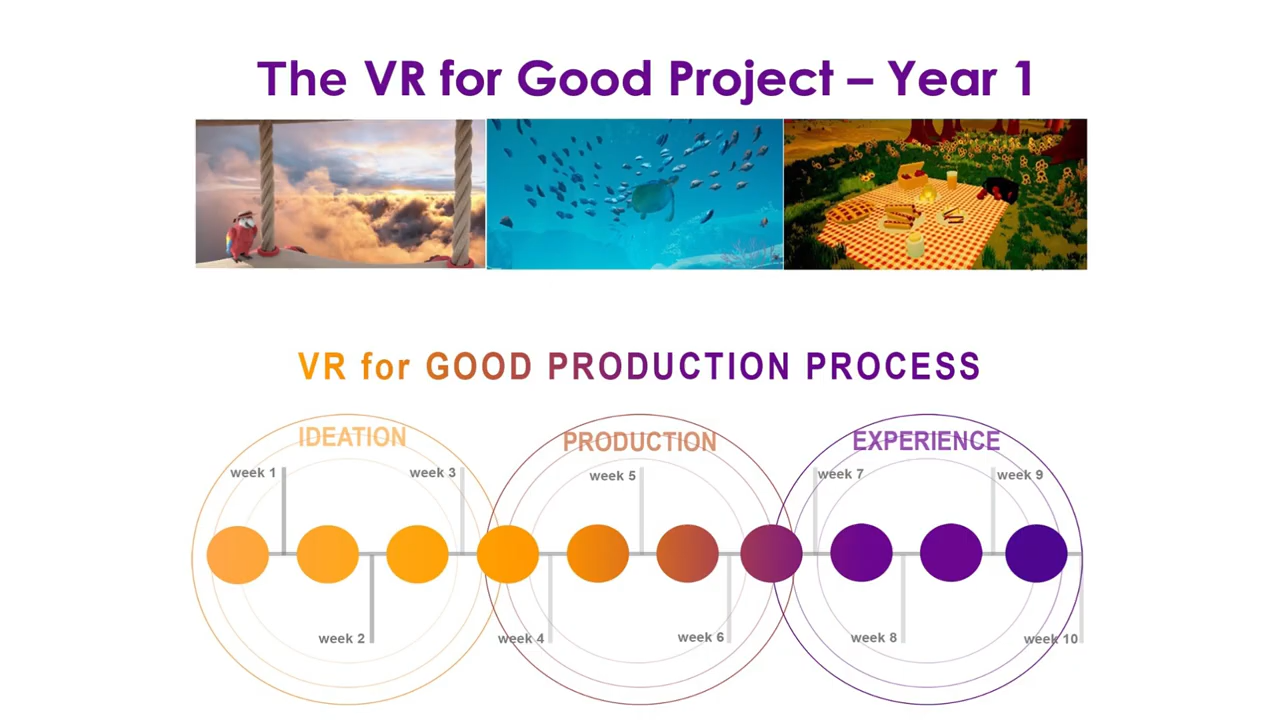 The VR for Good Project – Year 1
VR for GOOD PRODUCTION PROCESS
IDEATION
PRODUCTION
EXPERIENCE
week 1
week 3
week 5
week 7
week 9
week 2
week 4
week 6
week 8
week 10